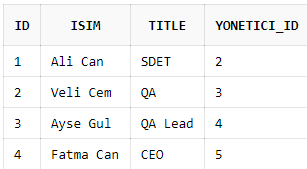 ID ISIM TITLE YONETICI_ID
1 Ali Can SDET 2
2 Veli Cem QA 3
3 Ayse Gul QA Lead 4
4 Fatma Can CEO 5